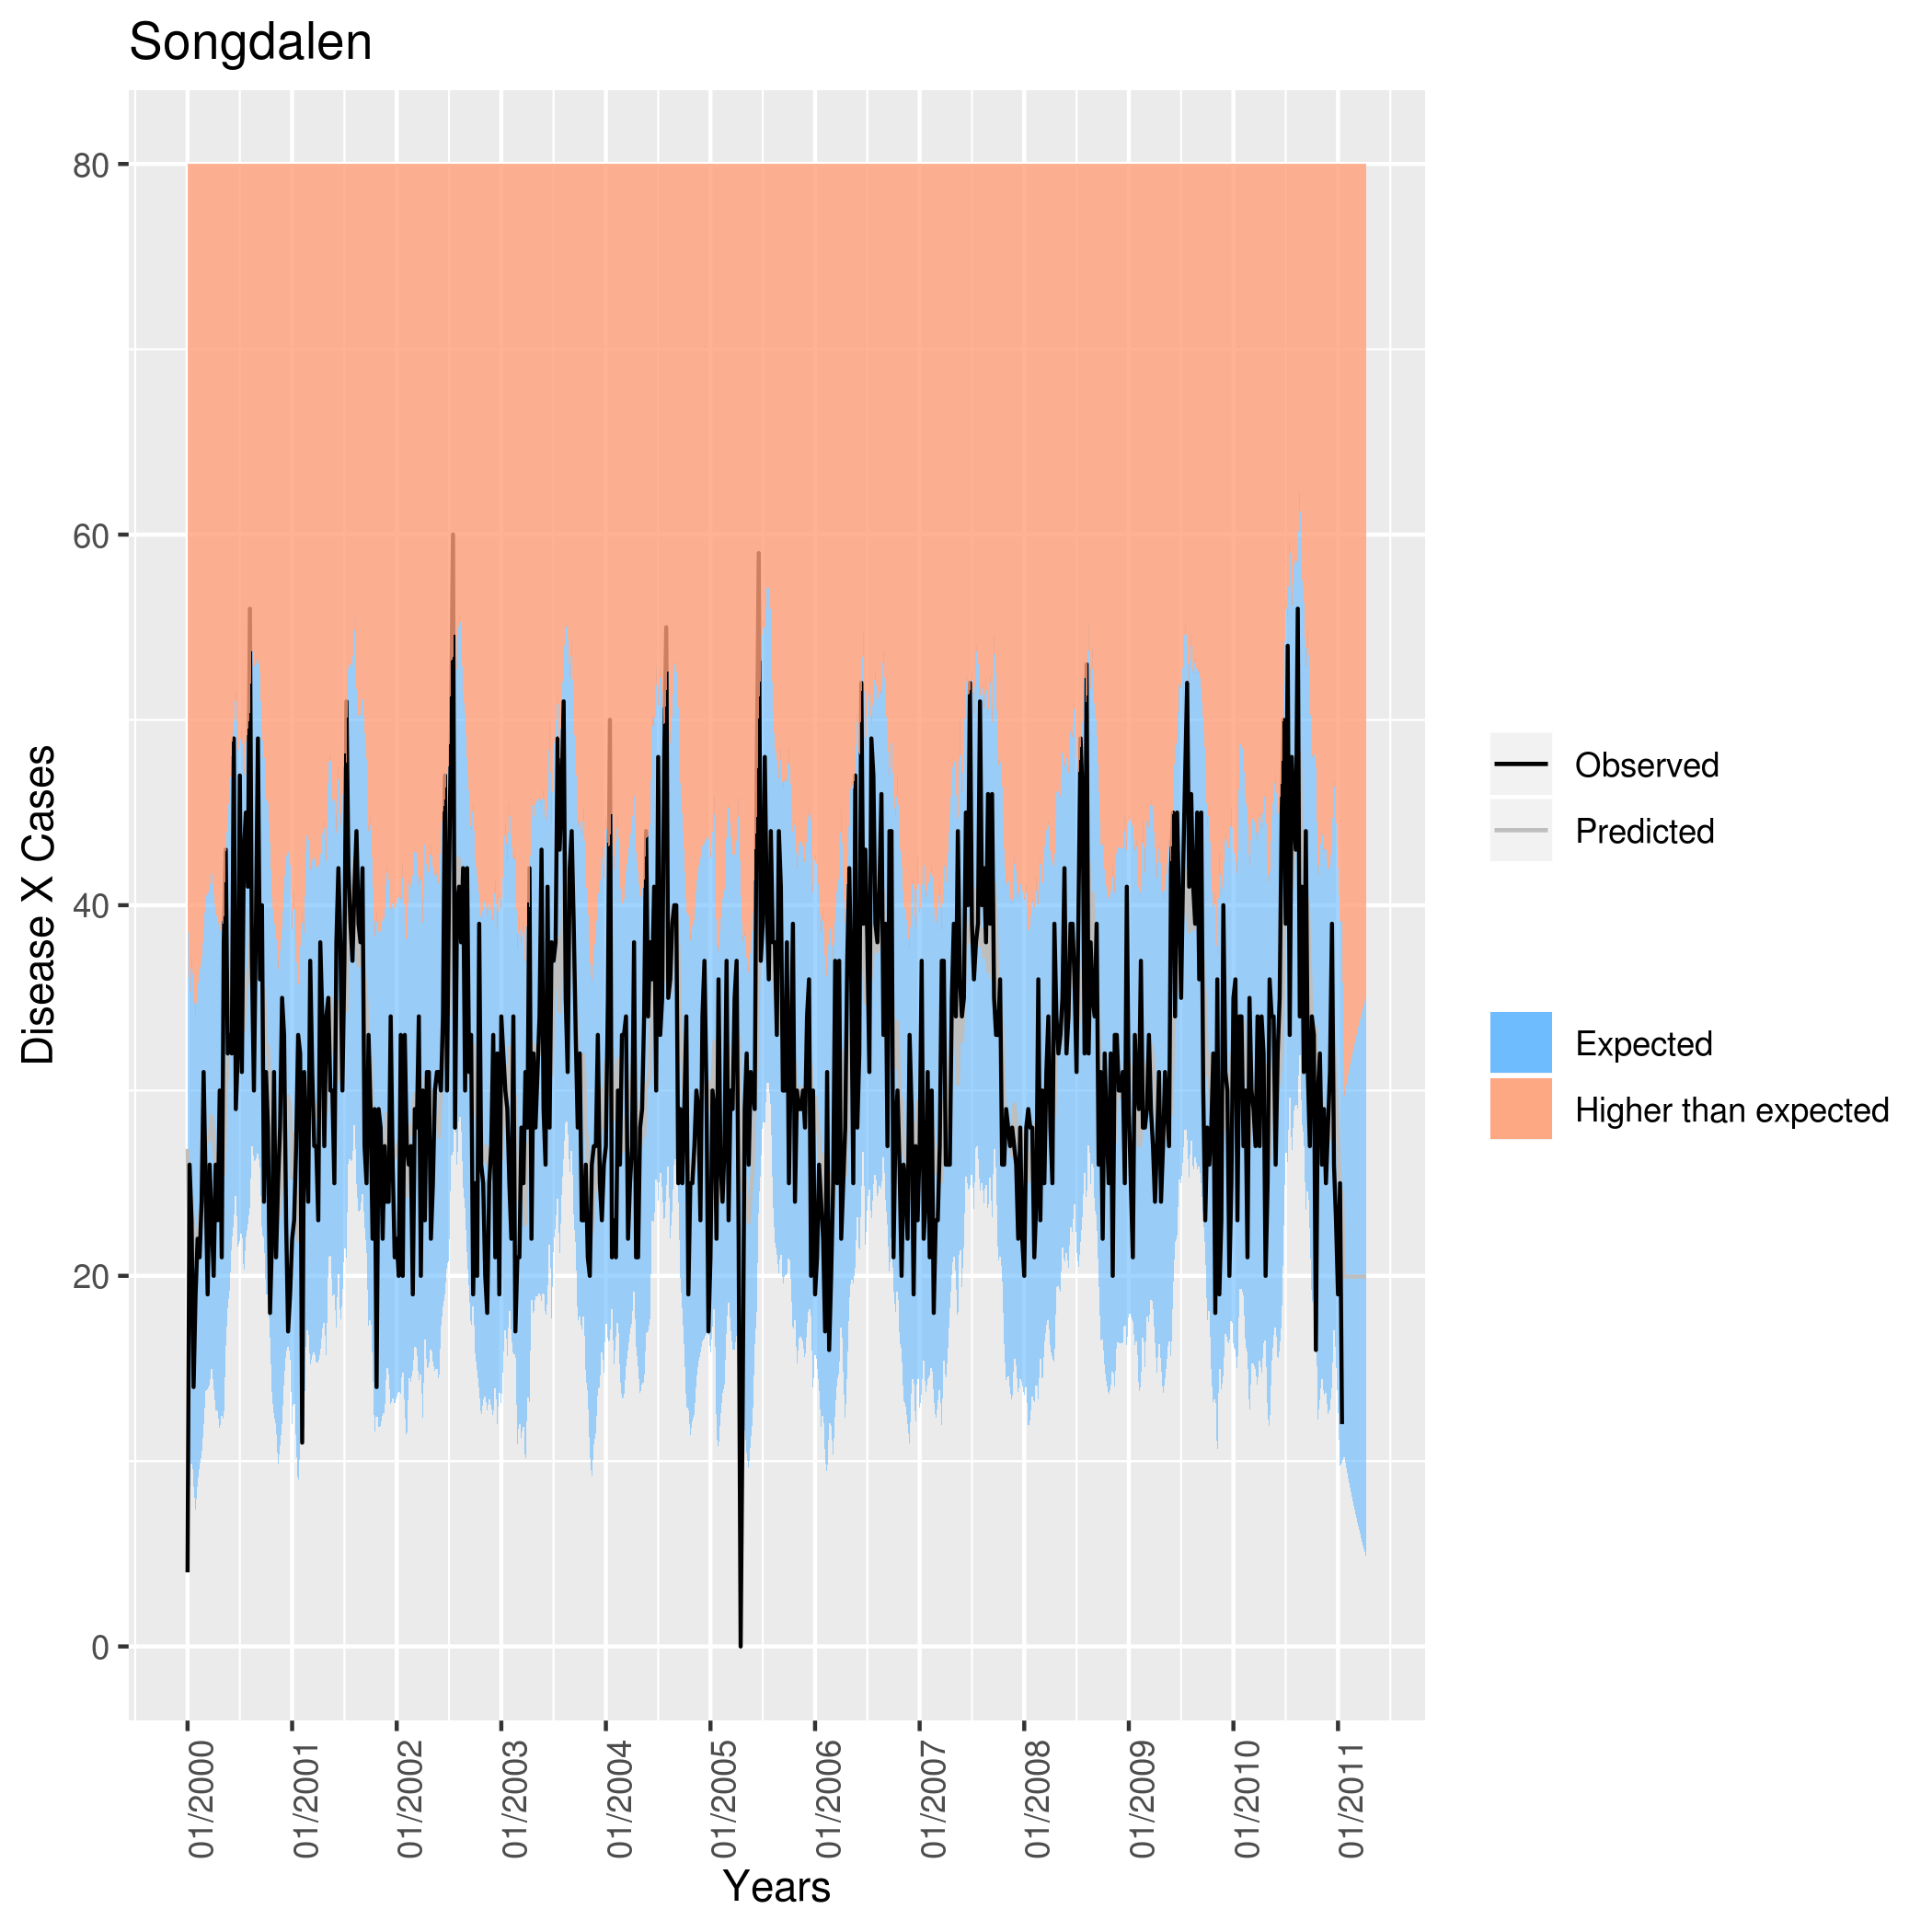 Songdalen
80
60
40
20
0
Disease X Cases
01/2000
01/2001
01/2002
01/2003
01/2004
01/2005
01/2006
01/2007
01/2008
01/2009
01/2010
01/2011
Years
Observed
Predicted
Expected
Higher than expected